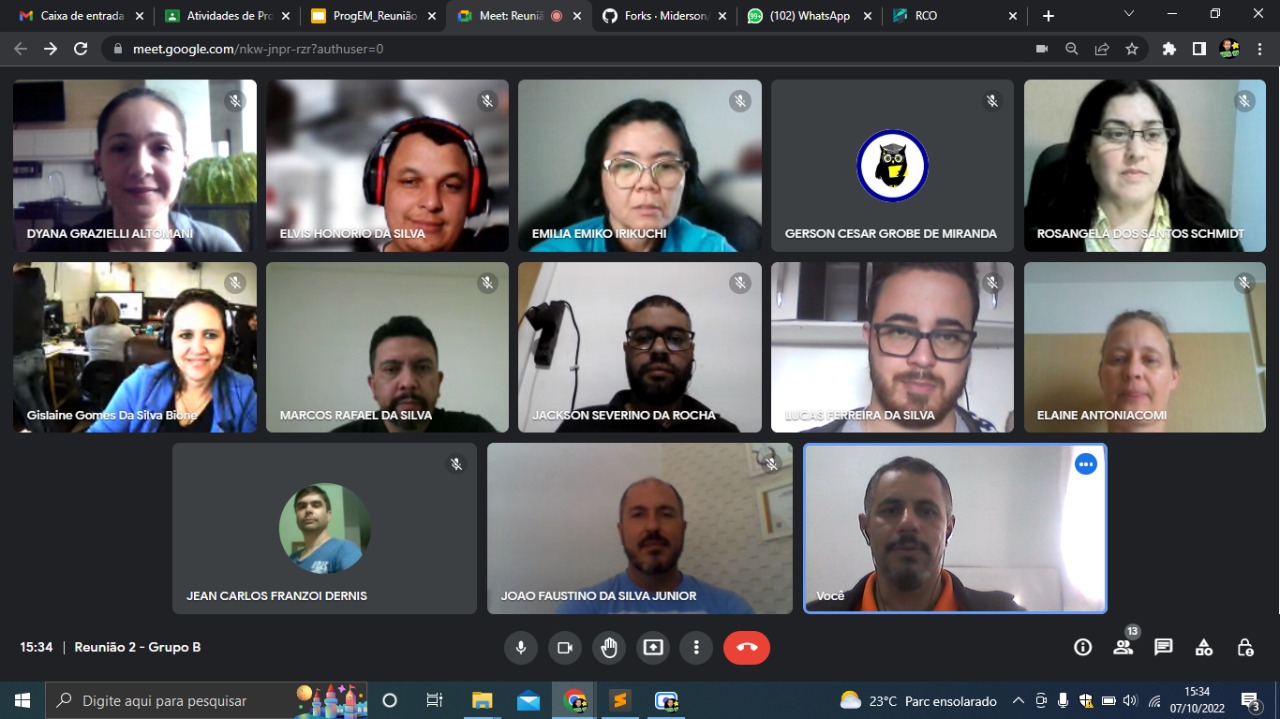 Caixa de entrada
Atividades de Pro
ProgEM_Reunião
Meet: Reuniã
Forks · Miderson/
99+
(102) WhatsApp
RCO
meet.google.com/nkw-jnpr-rzr?authuser=0
DYANA GRAZIELLI ALTOMANI
ELVIS HONORIO DA SILVA
EMILIA EMIKO IRIKUCHI
GERSON CESAR GROBE DE MIRANDA
ROSANGELA DOS SANTOS SCHMIDT
Gislaine Gomes Da Silva Bione
MARCOS RAFAEL DA SILVA
JACKSON SEVERINO DA ROCHA
LUCAS FERREIRA DA SILVA
ELAINE ANTONIACOMI
JEAN CARLOS FRANZOI DERNIS
JOAO FAUSTINO DA SILVA JUNIOR
Você
15:34 | Reunião 2 - Grupo B
13
Digite aqui para pesquisar
23°C Parc ensolarado
15:34
07/10/2022
3